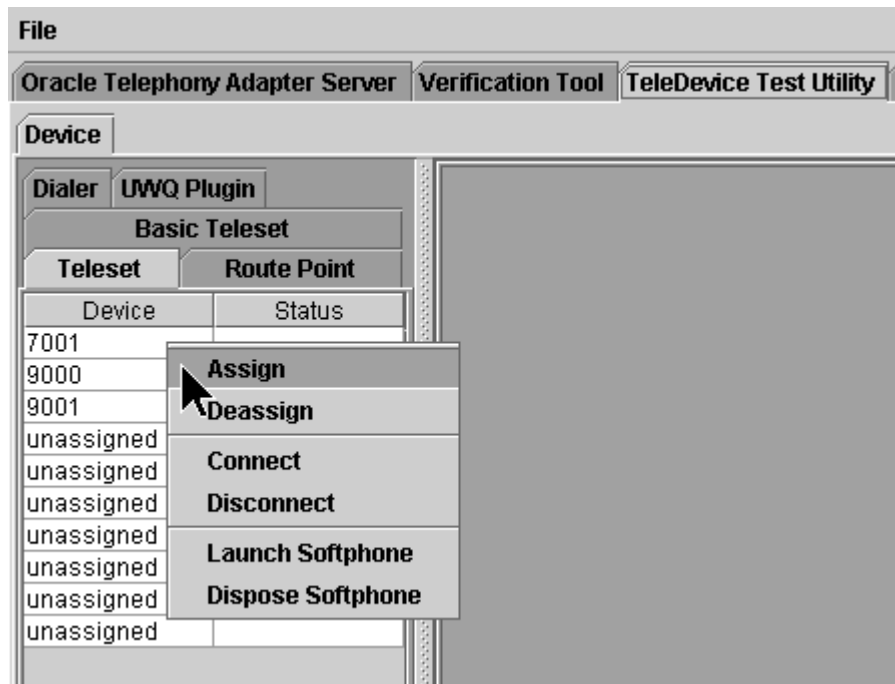 File
Oracle Telephony Adapter Server Verification Tool TeleDevice Test Utility
Device
Dialer UWQ Plugin
Basic Teleset
Teleset Route Point
Device Status
7001
9000
9001
unassigned
unassigned
unassigned
unassigned
unassigned
unassigned
unassigned
Assign
Deassign
Connect
Disconnect
Launch Softphone
Dispose Softphone